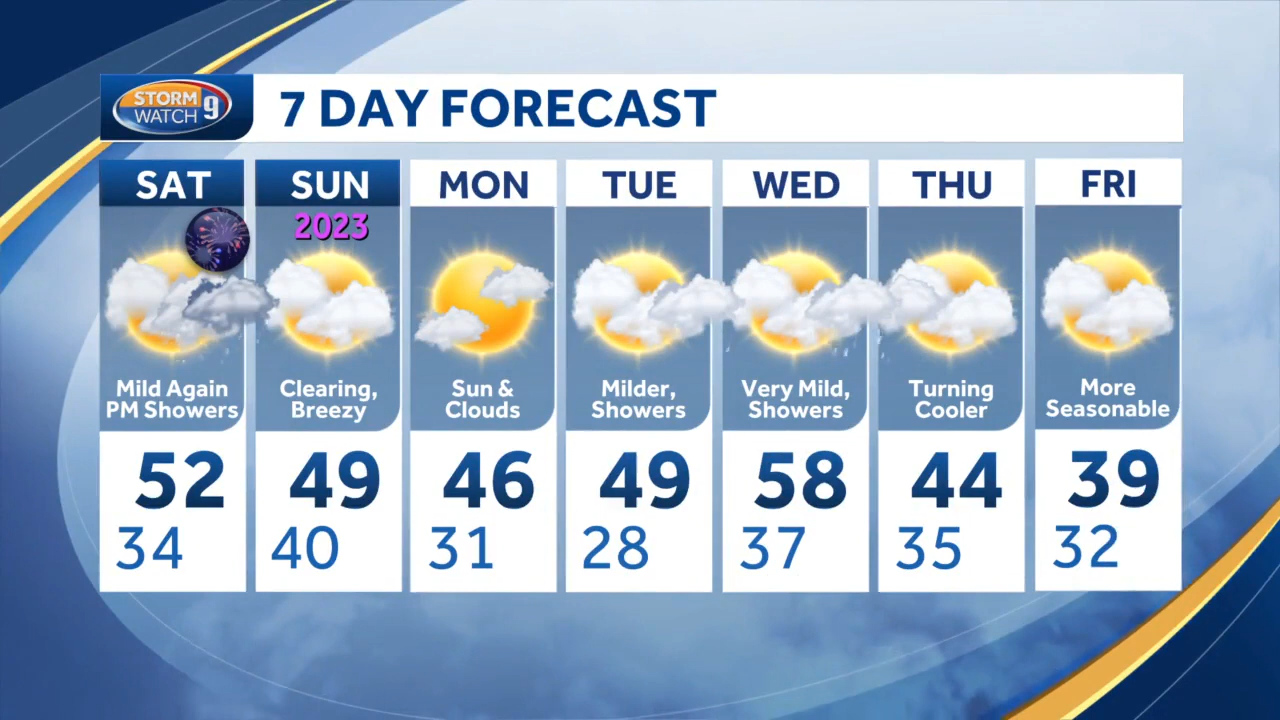 STORM
WATCH 9
7 DAY FORECAST
SAT
SUN
MON
TUE
WED
THU
FRI
2023
Mild Again
PM Showers
Clearing,
Breezy
Sun &
Clouds
Milder,
Showers
Very Mild,
Showers
Turning
Cooler
More
Seasonable
52
49
46
49
58
44
39
34
40
31
28
37
35
32